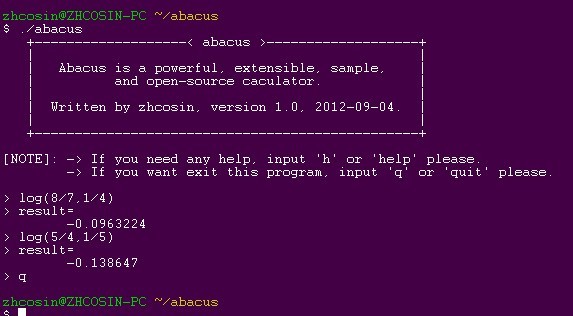 zhcosin@ZHCOSIN-PC ~/abacus
$ ./abacus
+--------------------< abacus >--------------------+
Abacus is a powerful, extensible, sample,
and open-source caculator.
Written by zhcosin, version 1.0, 2012-09-04.
+--------------------------------------------------+
[NOTE]: -> If you need any help, input 'h' or 'help' please.
-> If you want exit this program, input 'q' or 'quit' please.
> log(8/7,1/4)
> result=
-0.0963224
> log(5/4,1/5)
> result=
-0.138647
> q
zhcosin@ZHCOSIN-PC ~/abacus
$